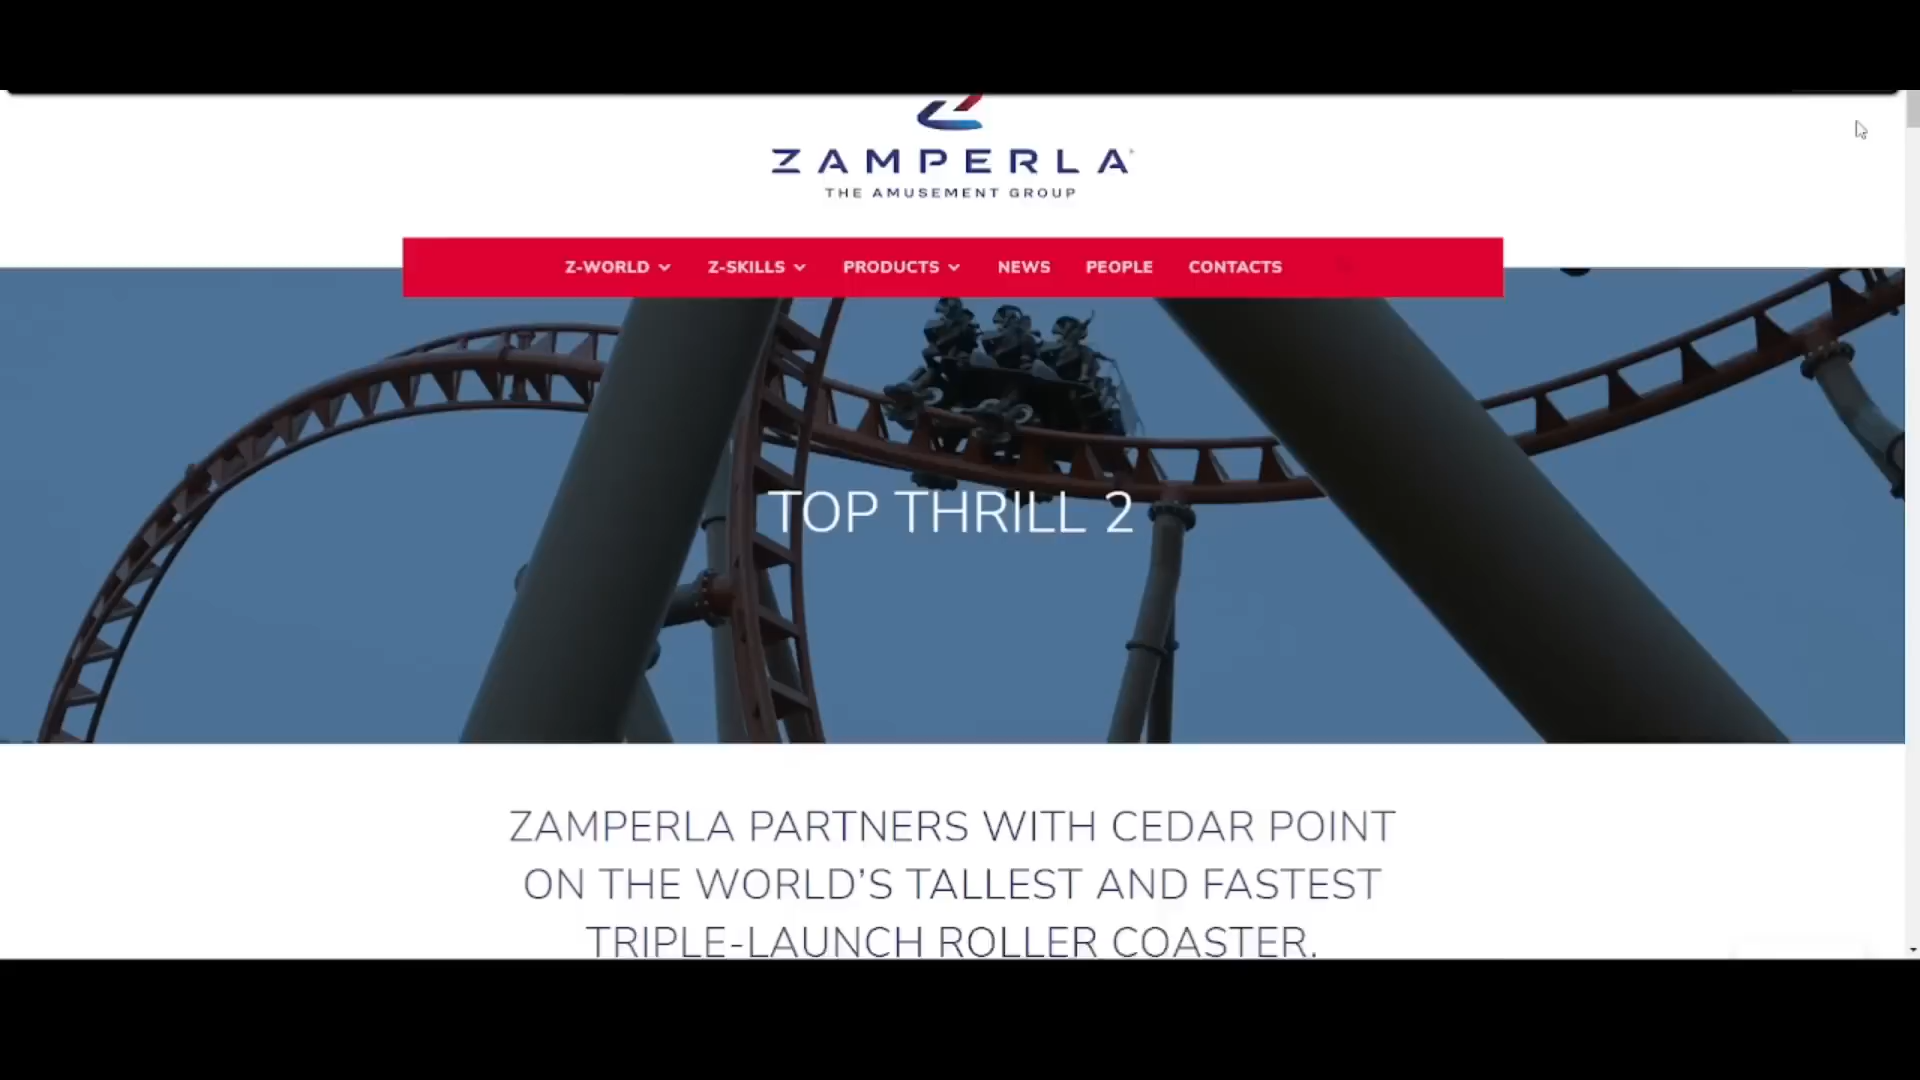 ZAMPERLA
THE AMUSEMENT GROUP
Z-WORLD Z-SKILLS PRODUCTS NEWS PEOPLE CONTACTS
TOP THRILL 2
ZAMPERLA PARTNERS WITH CEDAR POINT
ON THE WORLD’S TALLEST AND FASTEST
TRIPLE-LAUNCH ROLLER COASTER.